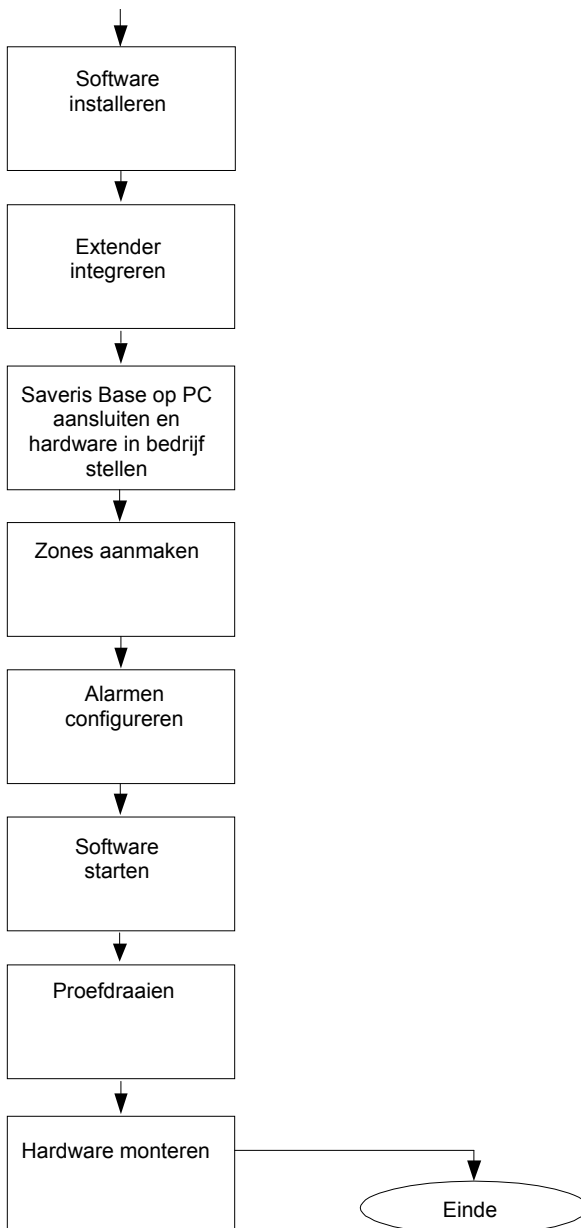 Software
installeren
Extender
integreren
Saveris Base op PC
aansluiten en
hardware in bedrijf
stellen
Zones aanmaken
Alarmen
configureren
Software
starten
Proefdraaien
Hardware monteren
Einde